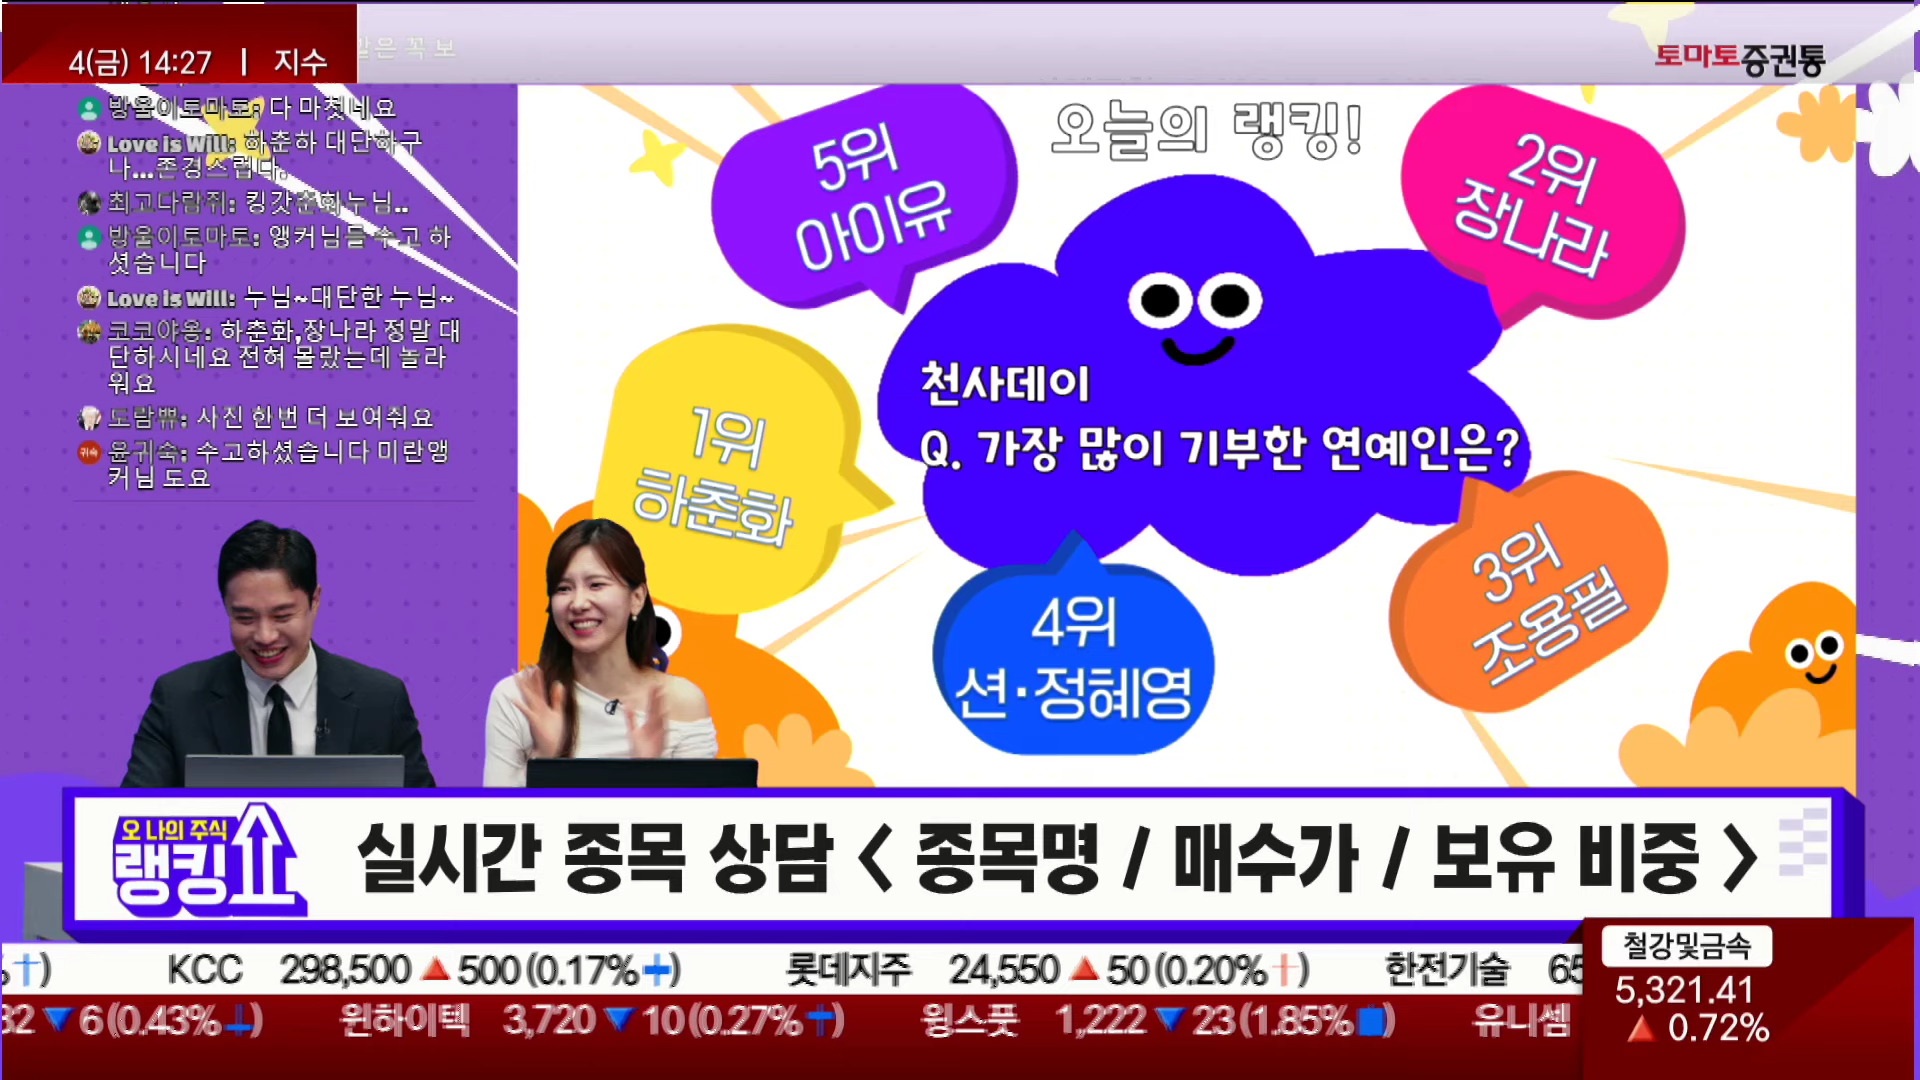 4(금) 14:27 | 지수
같은 꼭 보
토마토증권통
방울이토마토: 다 마쳣네요
Love is Will: 하춘하 대단하구
나...존경스럽다.
최고다람쥐: 킹갓춘화누님..
방울이토마토: 앵커님들 수고 하
셧습니다
Love is Will: 누님~대단한 누님~
코코야옹: 하춘화,장나라 정말 대
단하시네요 전혀 몰랐는데 놀라
워요
도람쀼: 사진 한번 더 보여줘요
귀숙
윤귀숙: 수고하셨습니다 미란앵
커님 도요
오늘의 랭킹!
5위
아이유
2위
장나라
천사데이
Q. 가장 많이 기부한 연예인은?
1위
하춘화
3위
조용필
4위
션·정혜영
오 나의 주식
랭킹
실시간 종목 상담 < 종목명 / 매수가 / 보유 비중 >
%↑) KCC 298,500 ▲ 500 (0.17% ) 롯데지주 24,550 ▲ 50 (0.20%↑) 한전기술 65
32 ▼ 6(0.43%↓) 윈하이텍 3,720 ▼ 10(0.27% ) 윙스풋 1,222 ▼ 23(1.85% ) 유니셈
철강및금속
5,321.41
▲ 0.72%